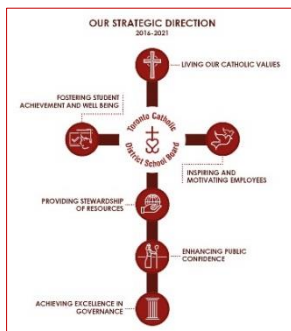 OUR STRATEGIC DIRECTION
2016-2021
LIVING OUR CATHOLIC VALUES
FOSTERING STUDENT
ACHIEVEMENT AND WELL BEING
Toronto Catholic
District School Board
INSPIRING AND
MOTIVATING EMPLOYEES
PROVIDING STEWARDSHIP
OF RESOURCES
ENHANCING PUBLIC
CONFIDENCE
ACHIEVING EXCELLENCE IN
GOVERNANCE